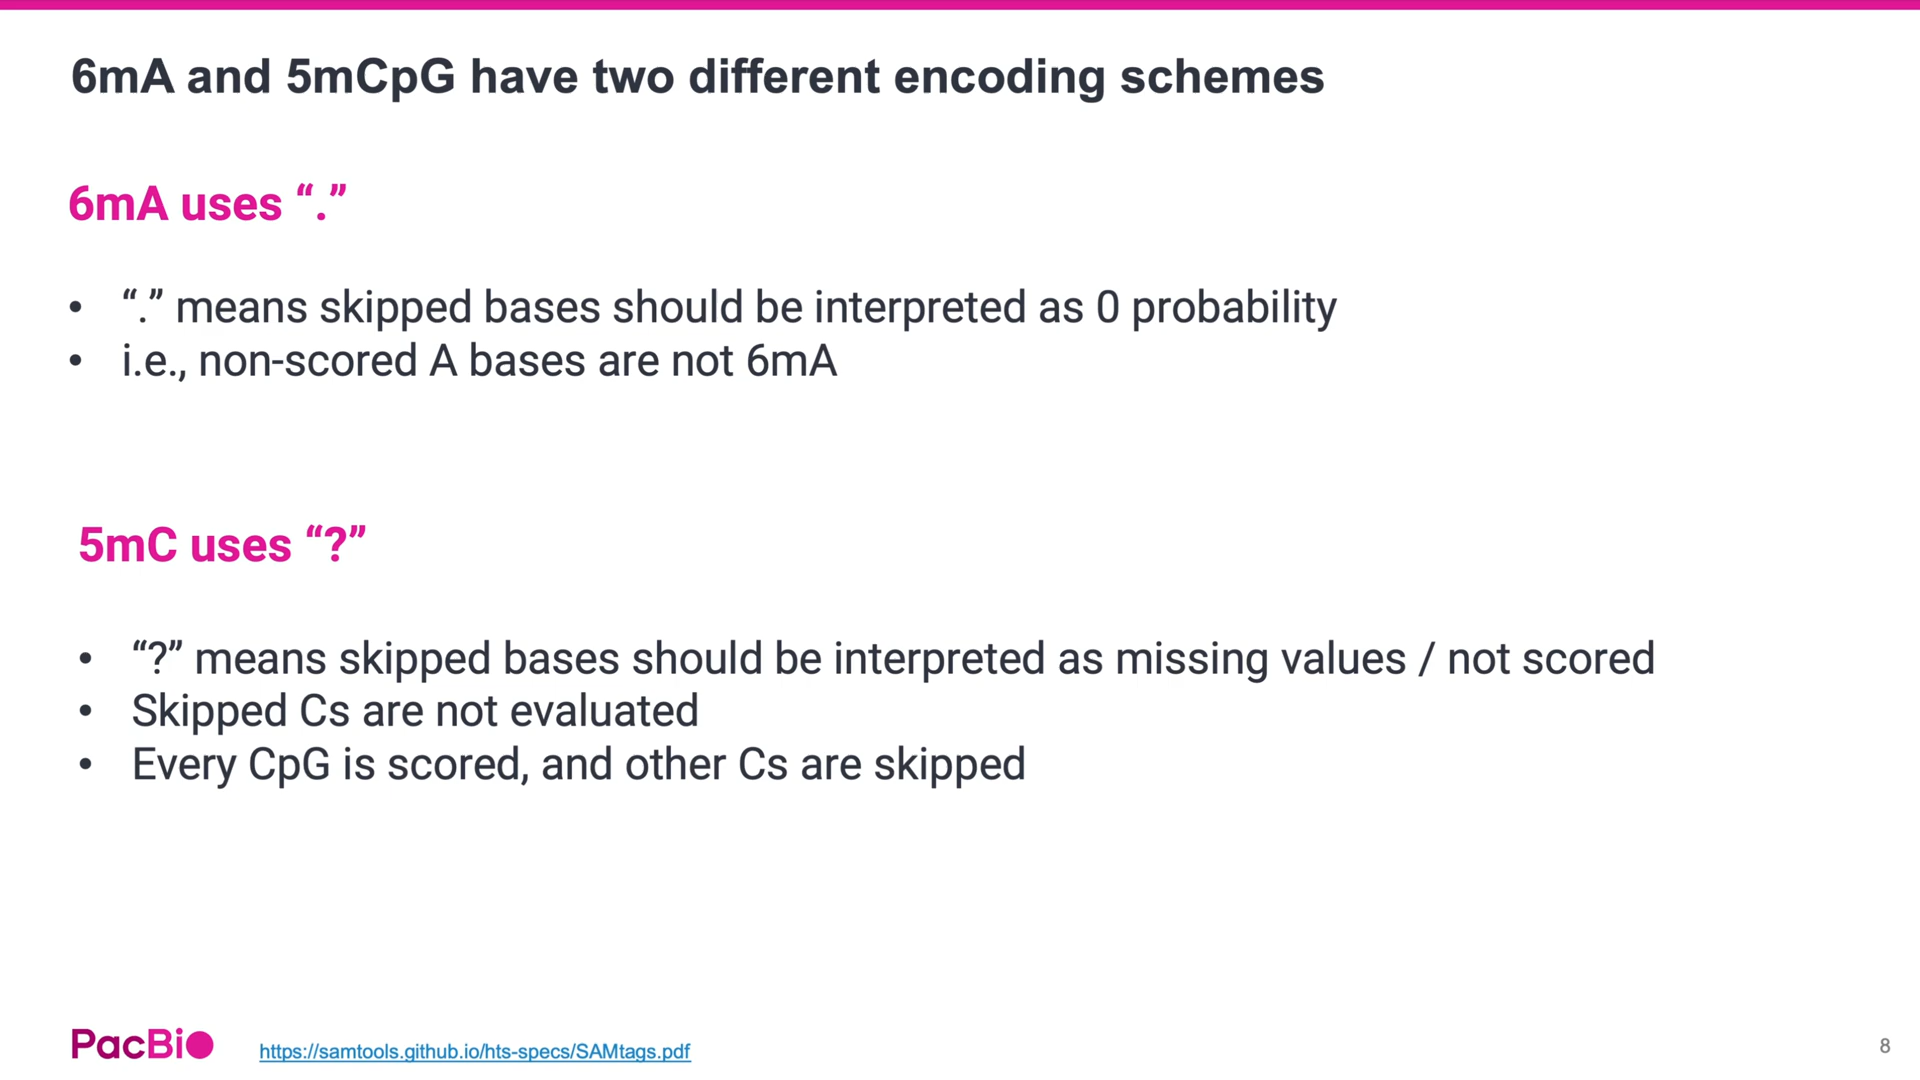 6mA and 5mCpG have two different encoding schemes
6mA uses “.”
• “.” means skipped bases should be interpreted as 0 probability
• i.e., non-scored A bases are not 6mA
5mC uses “?”
• “?” means skipped bases should be interpreted as missing values / not scored
• Skipped Cs are not evaluated
• Every CpG is scored, and other Cs are skipped
PacBio
https://samtools.github.io/hts-specs/SAMtags.pdf
8